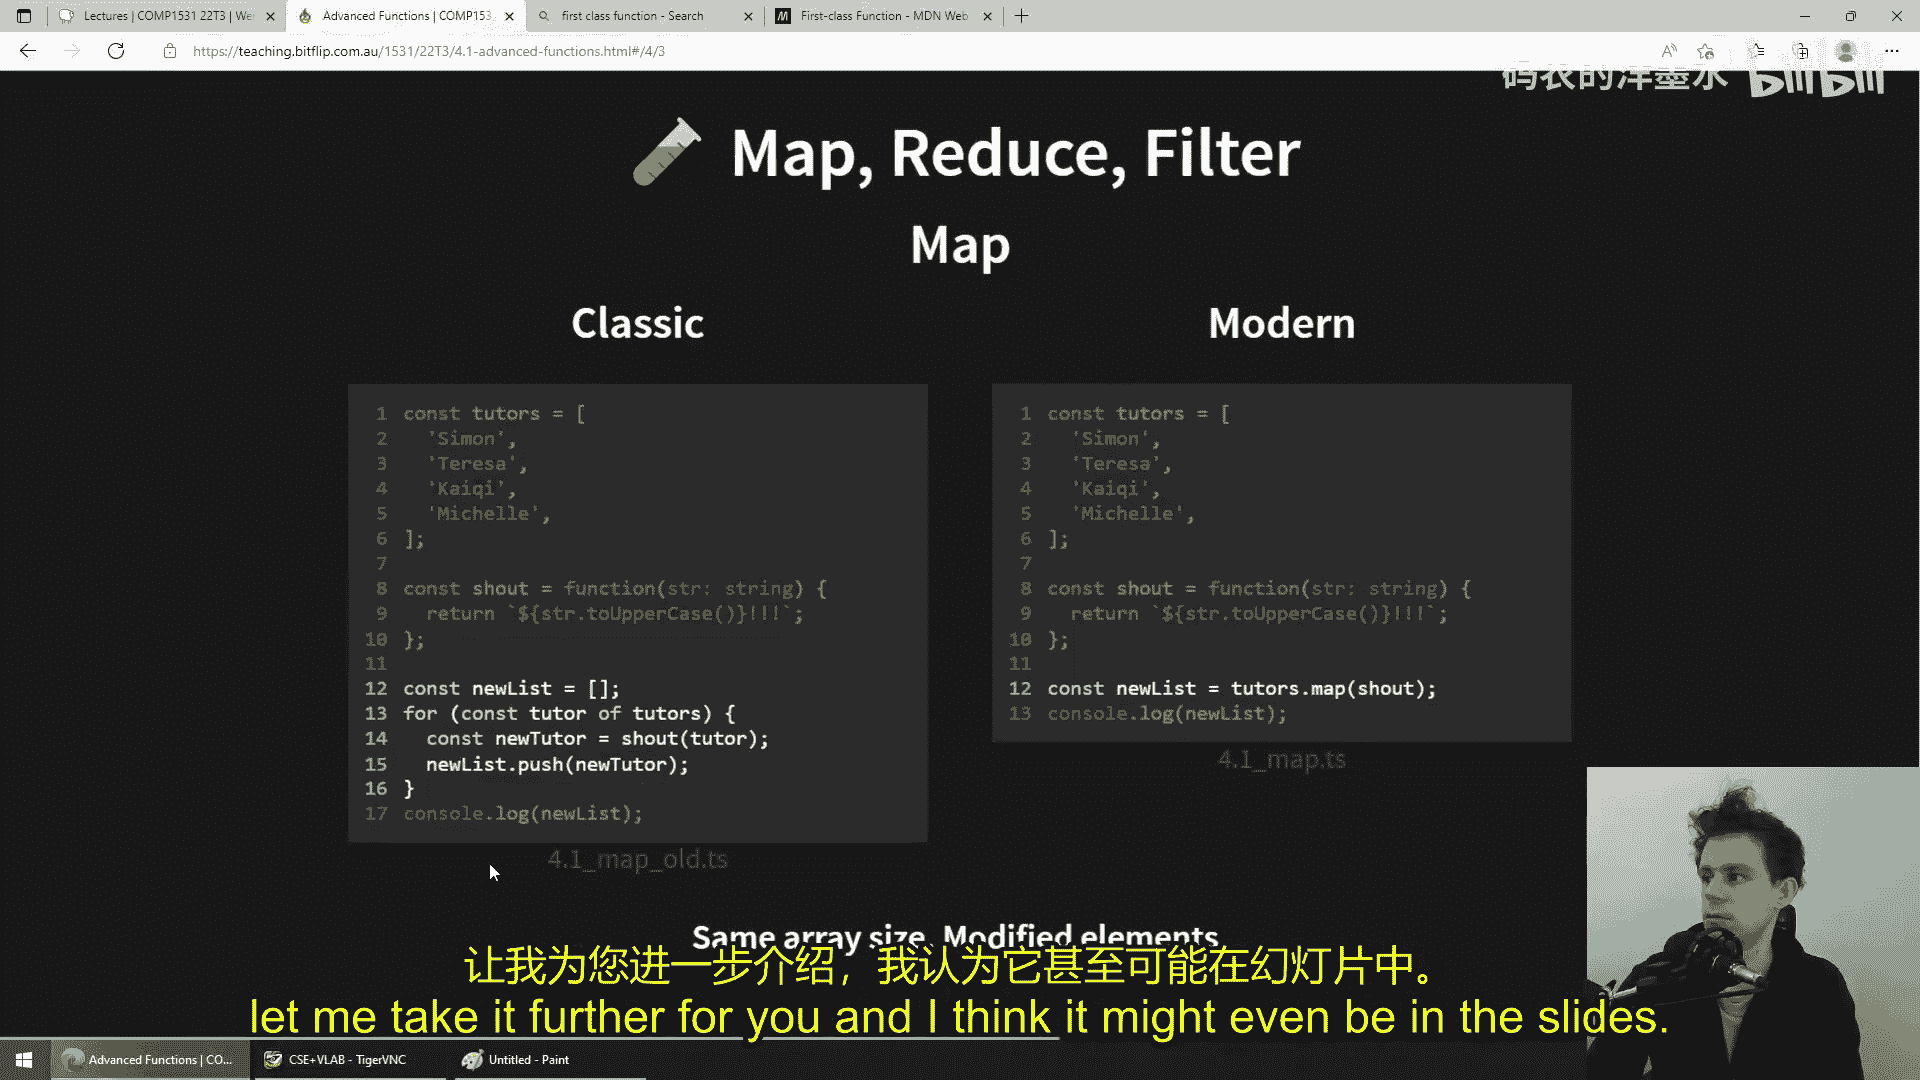 Lectures | COMP1531 22T3 | We
Advanced Functions | COMP153
first class function - Search
First-class Function - MDN Web
https://teaching.bitflip.com.au/1531/22T3/4.1-advanced-functions.html#/4/3
码农的洋墨水 bilibili
Map, Reduce, Filter
Map
Classic
1 const tutors = [
2 'Simon',
3 'Teresa',
4 'Kaiqi',
5 'Michelle',
6 ];
7
8 const shout = function(str: string) {
9 return `${str.toUpperCase()}!!!`;
10 };
11
12 const newList = [];
13 for (const tutor of tutors) {
14 const newTutor = shout(tutor);
15 newList.push(newTutor);
16 }
17 console.log(newList);
4.1_map_old.ts
Modern
1 const tutors = [
2 'Simon',
3 'Teresa',
4 'Kaiqi',
5 'Michelle',
6 ];
7
8 const shout = function(str: string) {
9 return `${str.toUpperCase()}!!!`;
10 };
11
12 const newList = tutors.map(shout);
13 console.log(newList);
4.1_map.ts
Same array size, Modified elements
让我为您进一步介绍，我认为它甚至可能在幻灯片中。
let me take it further for you and I think it might even be in the slides.
Advanced Functions | CO...
CSE+VLAB - TigerVNC
Untitled - Paint